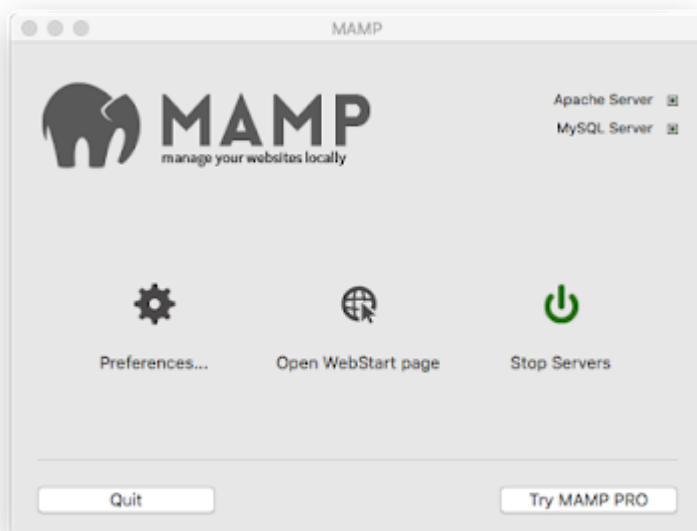 MAMP
MAMP
manage your websites locally
Apache Server
MySQL Server
Preferences...
Open WebStart page
Stop Servers
Quit
Try MAMP PRO